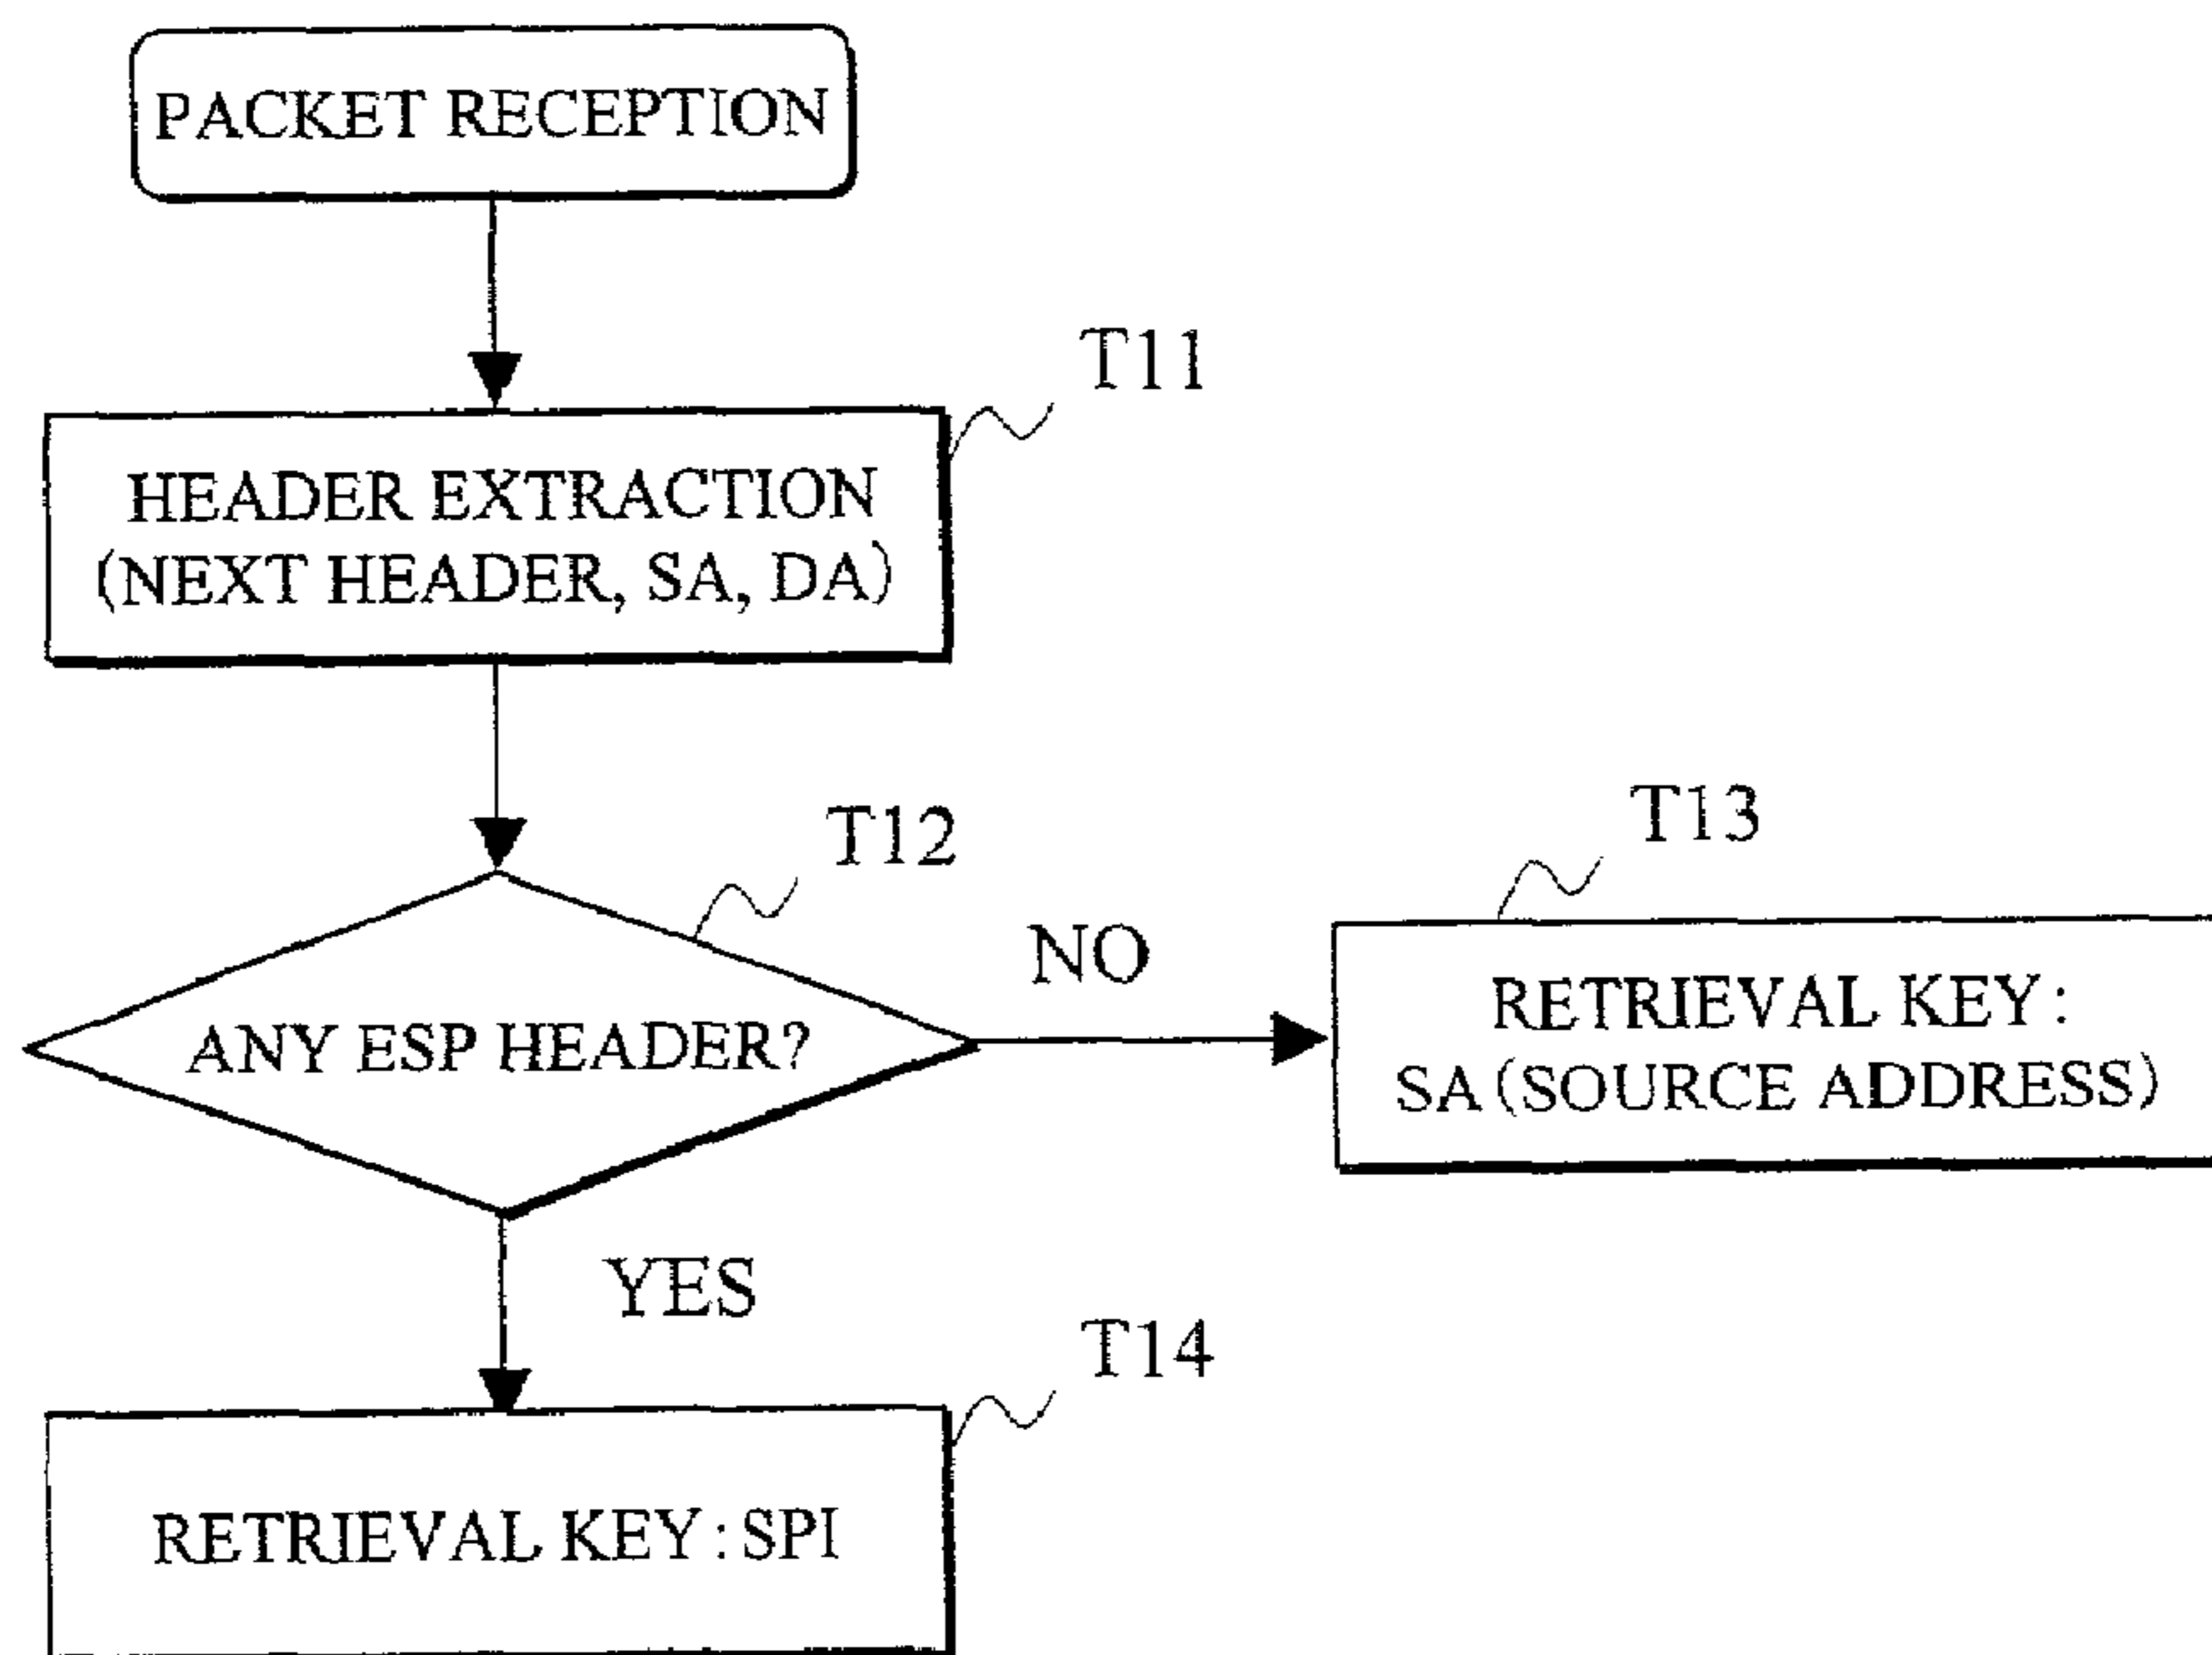 PACKET RECEPTION
T11
HEADER EXTRACTION
(NEXT HEADER, SA, DA)
T12
ANY ESP HEADER?
NO
T13
RETRIEVAL KEY:
SA(SOURCE ADDRESS)
YES
T14
RETRIEVAL KEY:SPI